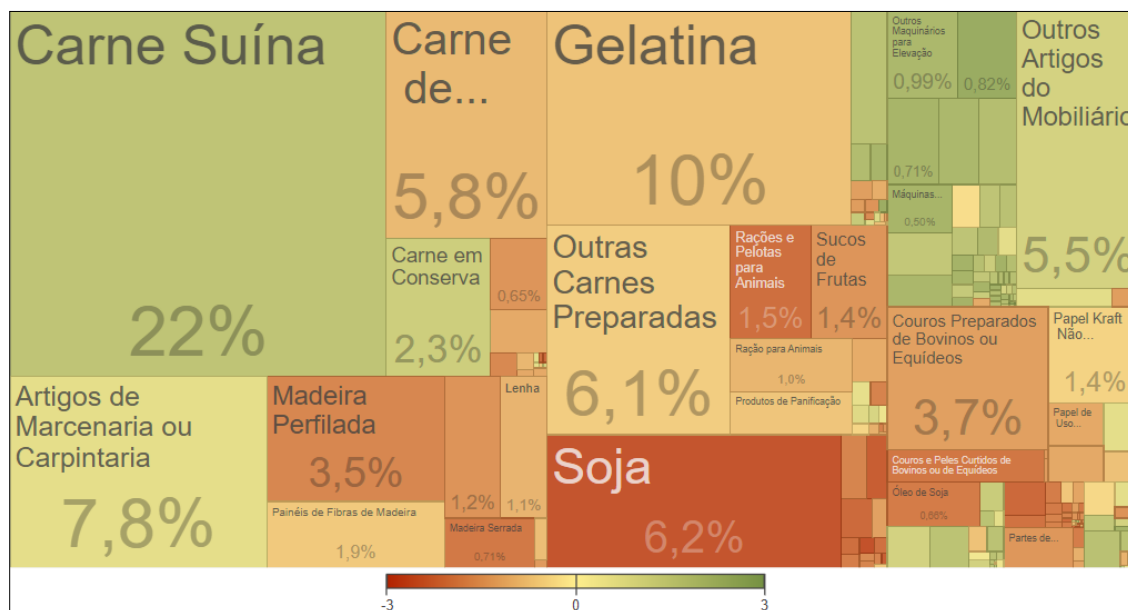 Carne Suína
22%
Carne
de...
5,8%
Carne em
Conserva
2,3%
0,65%
Gelatina
10%
Outras
Carnes
Preparadas
6,1%
Rações e
Pelotas
para
Animais
1,5%
Sucos
de
Frutas
1,4%
Ração para Animais
1,0%
Produtos de Panificação
Outros
Maquinários
para
Elevação
0,99%
0,82%
0,71%
Máquinas...
0,50%
Outros
Artigos
do
Mobiliário
5,5%
Artigos de
Marcenaria ou
Carpintaria
7,8%
Madeira
Perfilada
3,5%
1,2%
Lenha
1,1%
Painéis de Fibras de Madeira
1,9%
Madeira Serrada
0,71%
Soja
6,2%
Couros Preparados
de Bovinos ou
Equídeos
3,7%
Papel Kraft
Não...
1,4%
Papel de
Uso...
Couros e Peles Curtidos de
Bovinos ou de Equídeos
Óleo de Soja
0,66%
Partes de...
-3
0
3